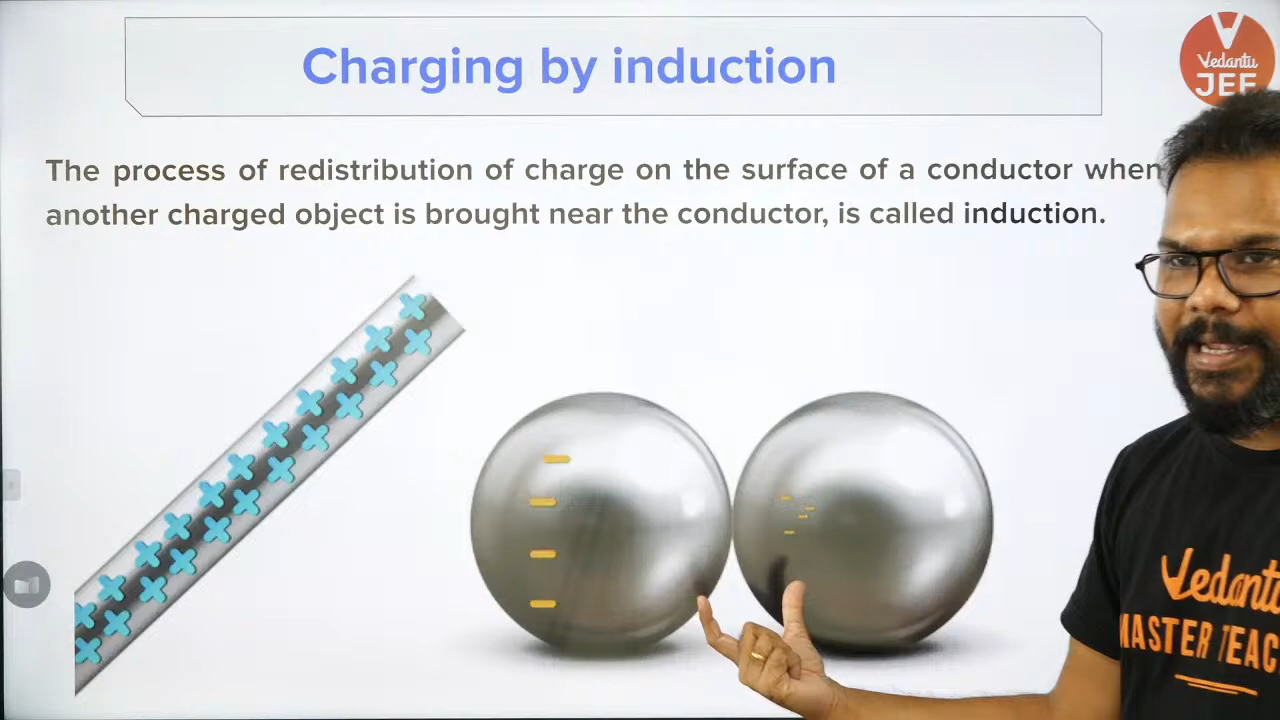 Charging by induction
Vedantu
JEE
The process of redistribution of charge on the surface of a conductor when
another charged object is brought near the conductor, is called induction.
Vedantu
MASTER TEAC